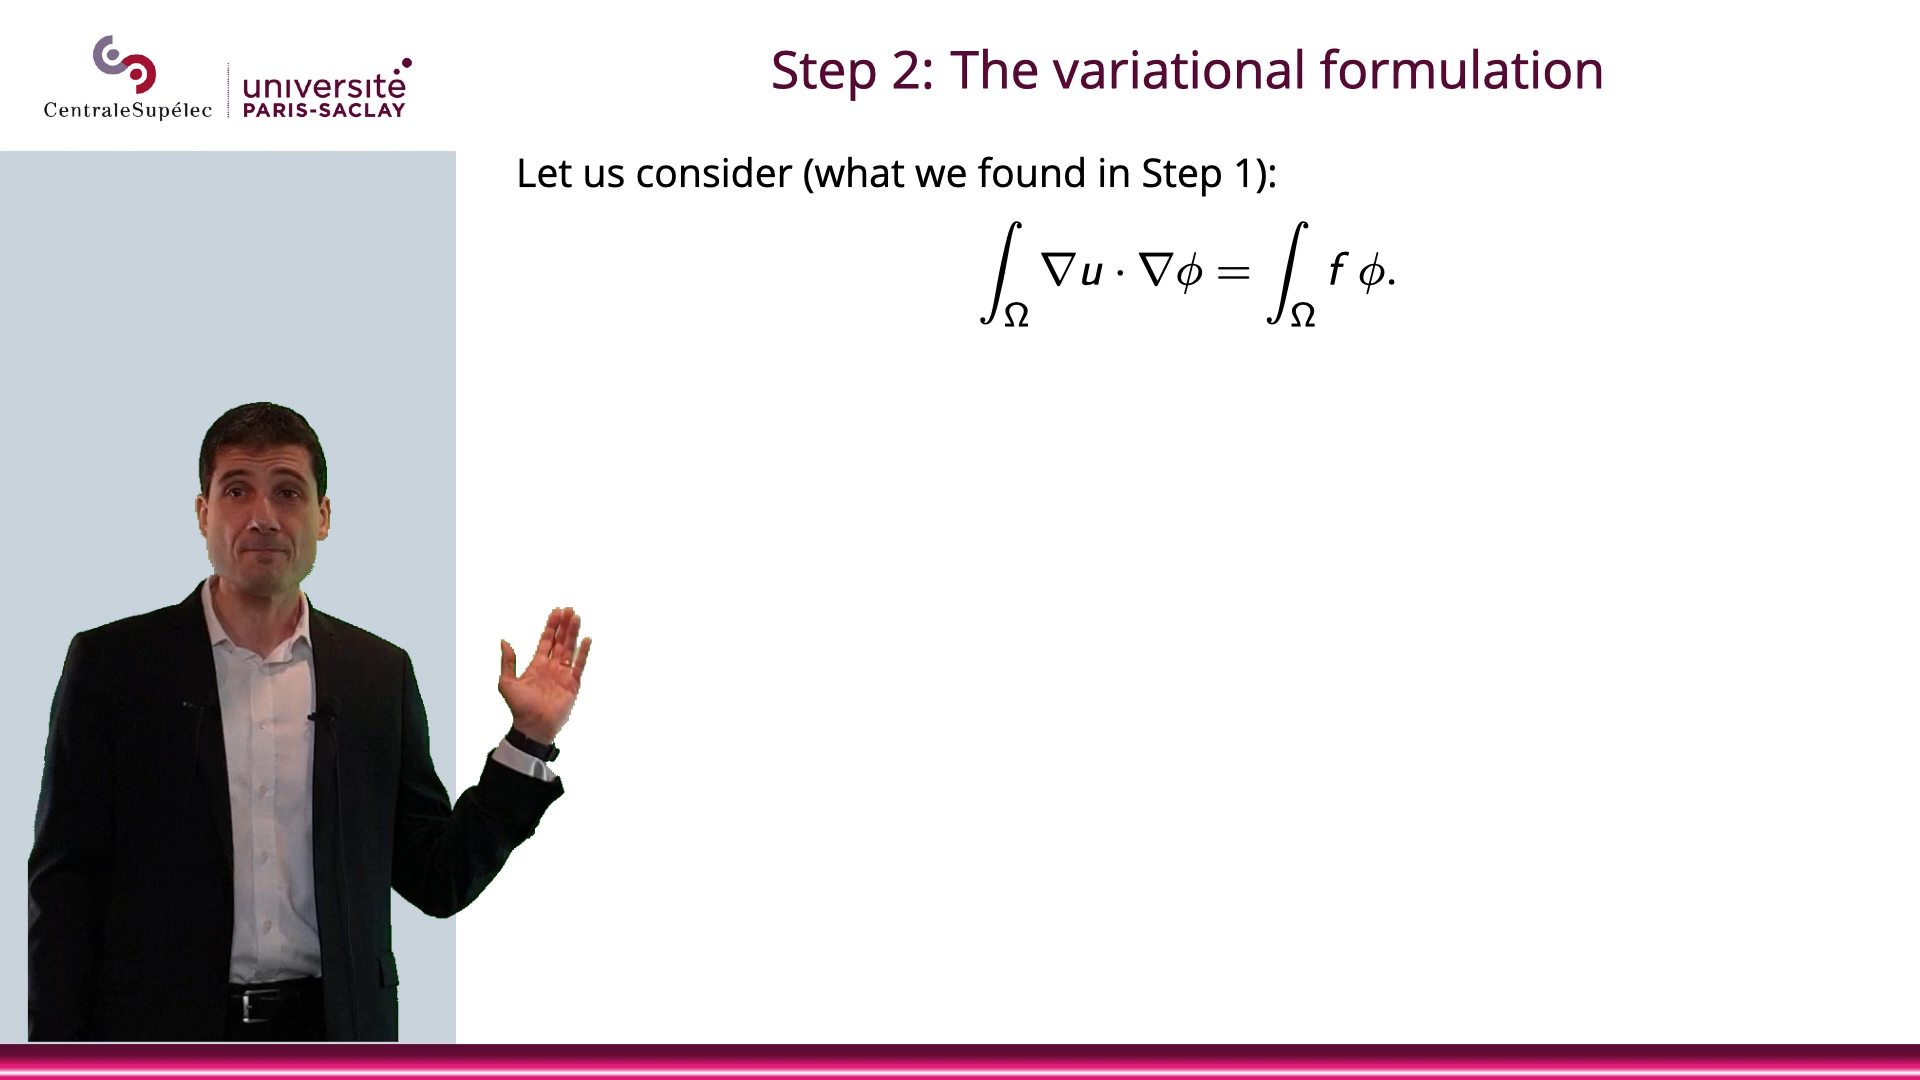 CentraleSupélec
université
PARIS-SACLAY
Step 2: The variational formulation
Let us consider (what we found in Step 1):
∫_Ω ∇u · ∇ϕ = ∫_Ω f ϕ.